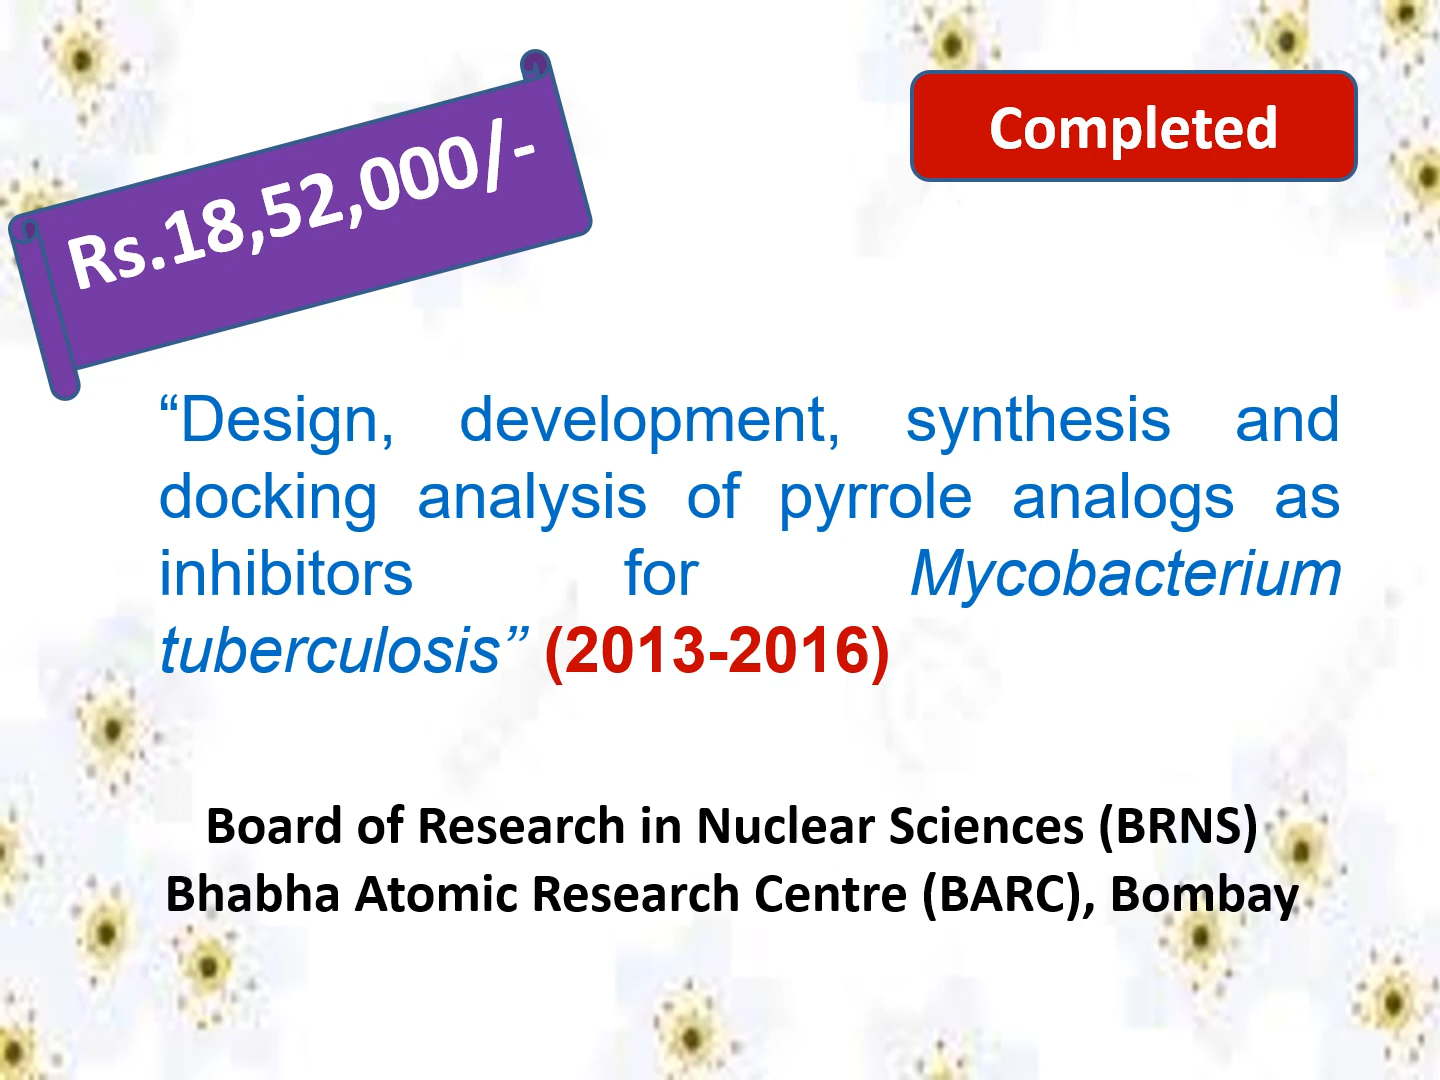 Rs.18,52,000/-
Completed
“Design, development, synthesis and
docking analysis of pyrrole analogs as
inhibitors for Mycobacterium
tuberculosis” (2013-2016)
Board of Research in Nuclear Sciences (BRNS)
Bhabha Atomic Research Centre (BARC), Bombay